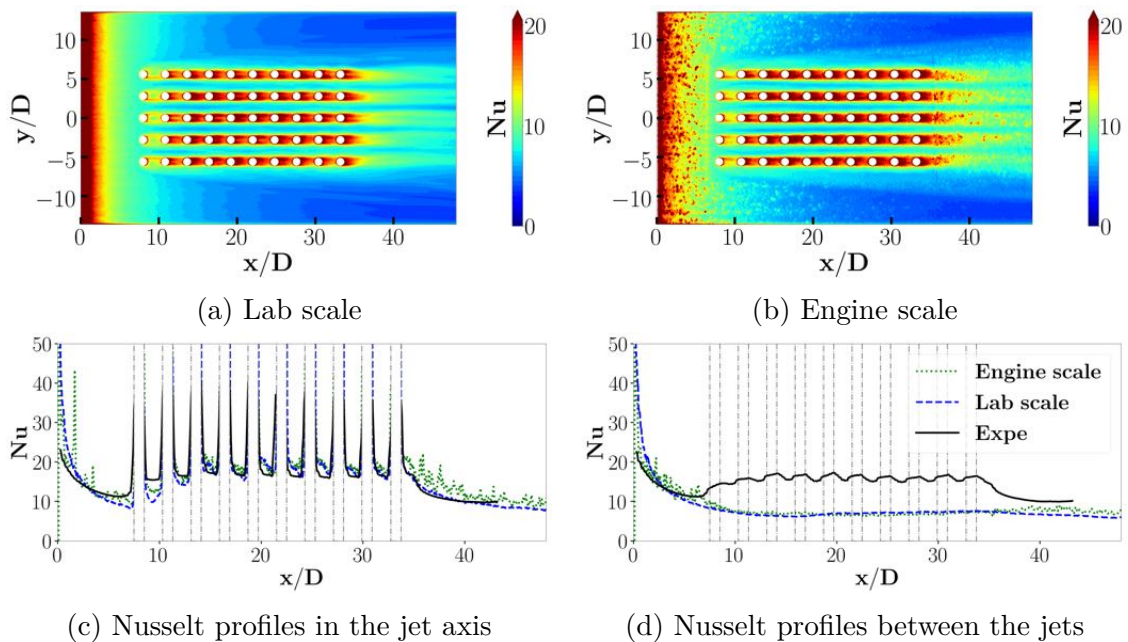 10
5
0
−5
−10
y/D
0 10 20 30 40
x/D
20
10
0
Nu
(a) Lab scale
10
5
0
−5
−10
y/D
0 10 20 30 40
x/D
20
10
0
Nu
(b) Engine scale
50
40
30
20
10
0
Nu
0 10 20 30 40
x/D
(c) Nusselt profiles in the jet axis
50
40
30
20
10
0
Nu
0 10 20 30 40
x/D
Engine scale
Lab scale
Expe
(d) Nusselt profiles between the jets